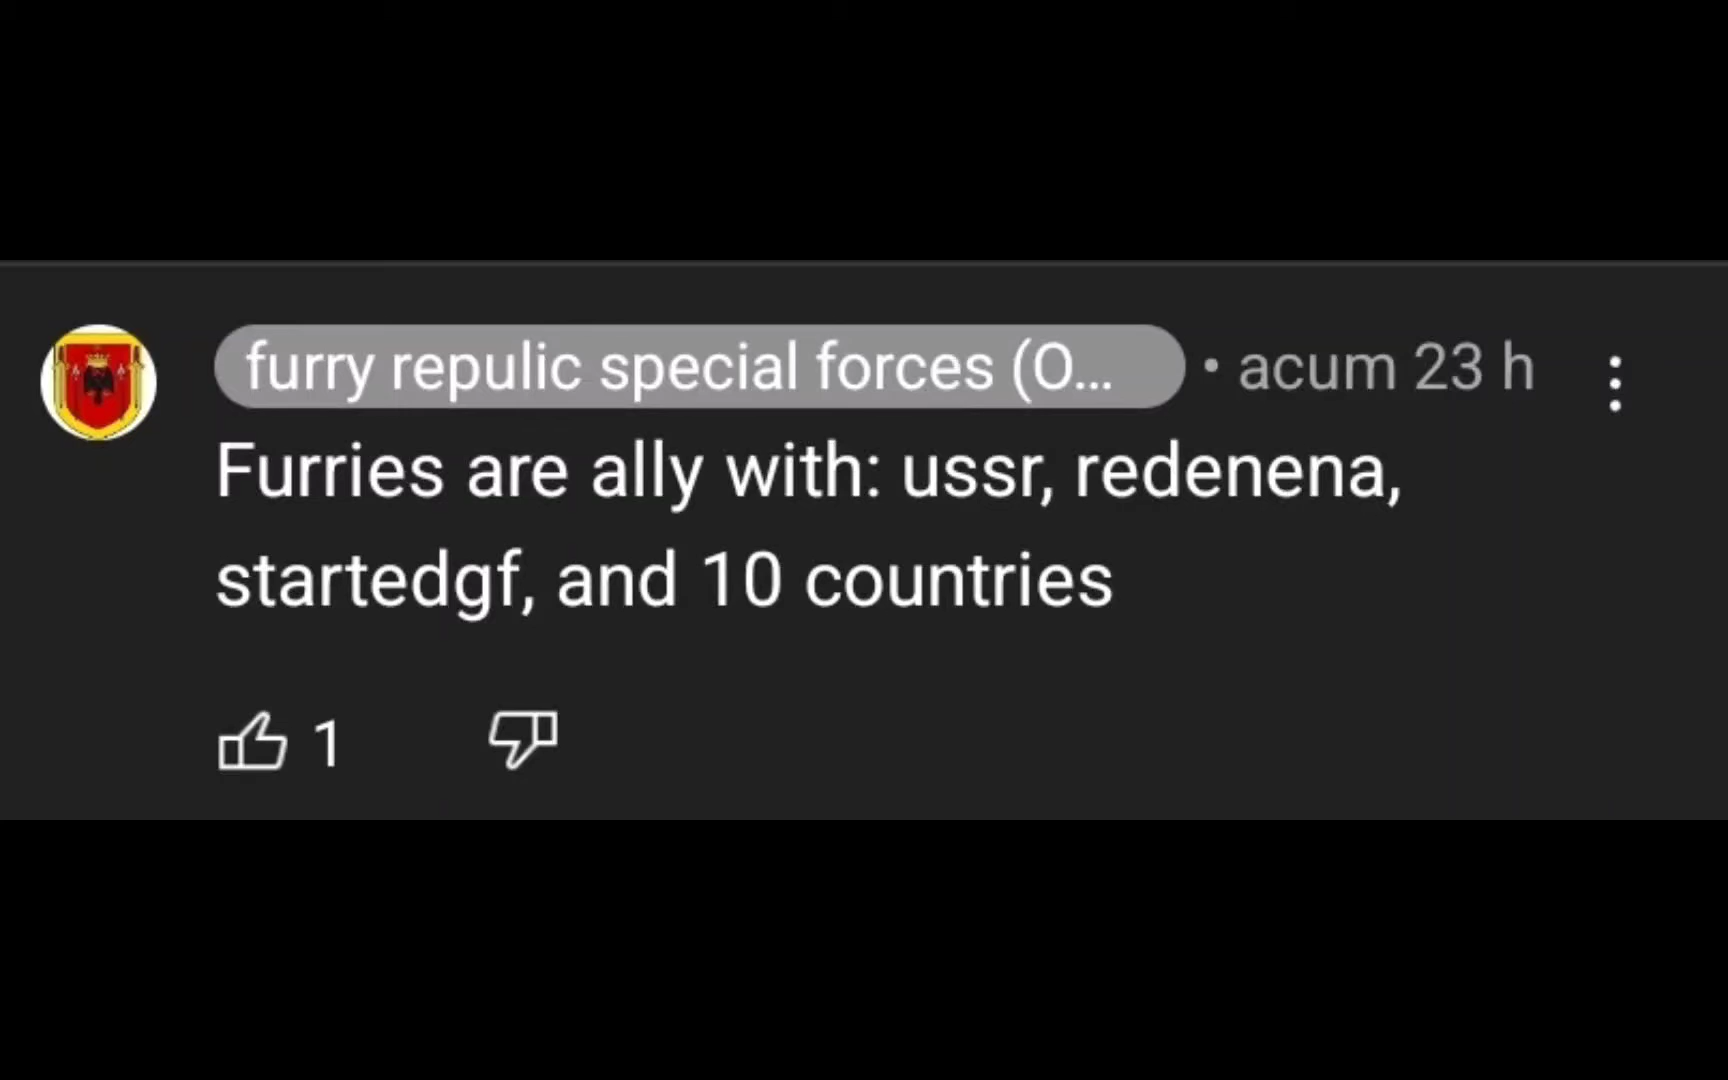 furry repulic special forces (O... • acum 23 h
Furries are ally with: ussr, redenena,
startedgf, and 10 countries
1